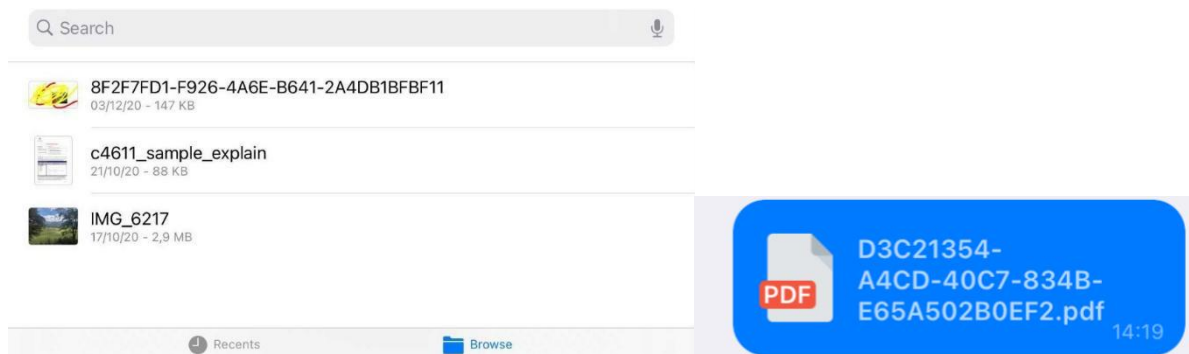 Search
8F2F7FD1-F926-4A6E-B641-2A4DB1BFBF11
03/12/20 - 147 KB
c4611_sample_explain
21/10/20 - 88 KB
IMG_6217
17/10/20 - 2,9 MB
Recents
Browse
PDF
D3C21354-
A4CD-40C7-834B-
E65A502B0EF2.pdf
14:19